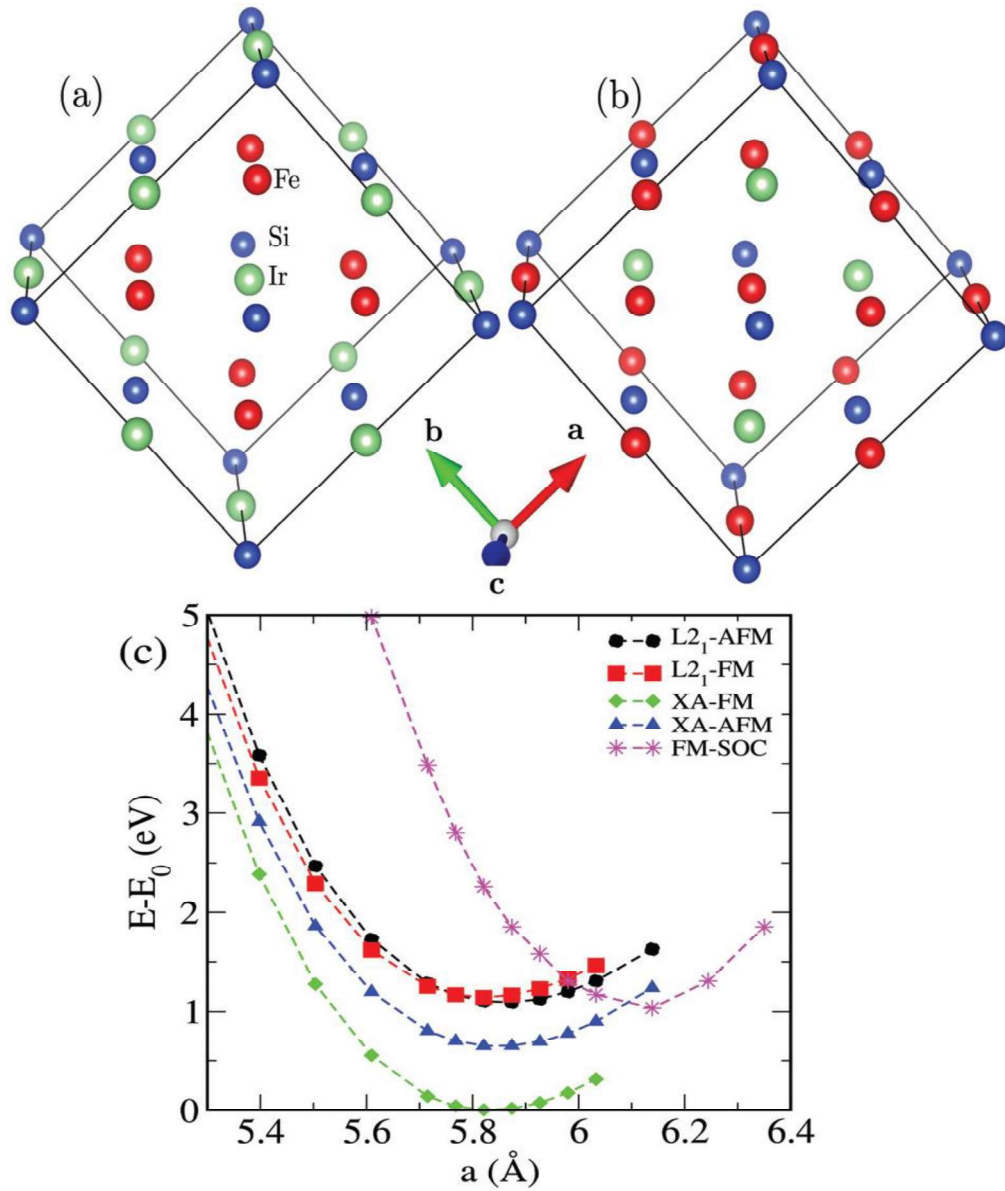 (a)
(b)
Fe
Si
Ir
b
a
c
(c)
5
4
3
2
1
0
E-E₀ (eV)
L2₁-AFM
L2₁-FM
XA-FM
XA-AFM
FM-SOC
5.4 5.6 5.8 6 6.2 6.4
a (Å)